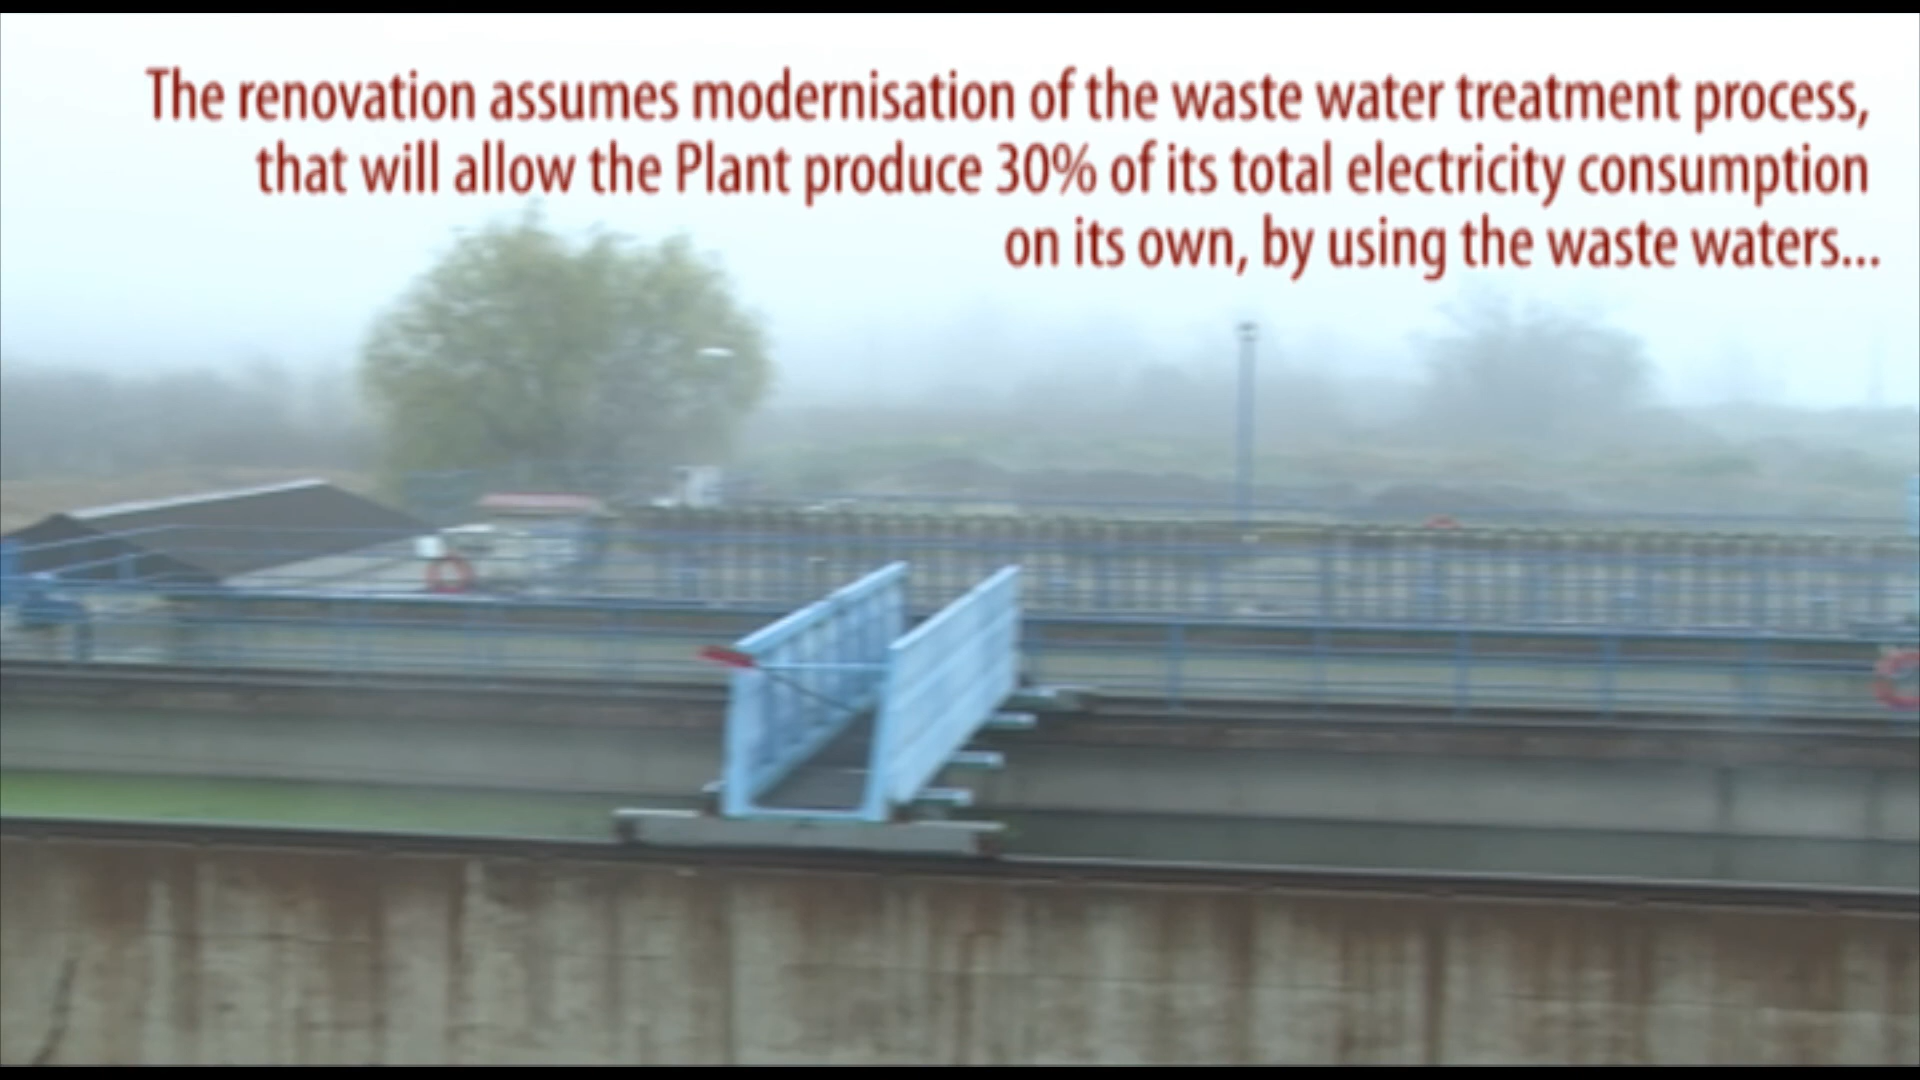 The renovation assumes modernisation of the waste water treatment process,
that will allow the Plant produce 30% of its total electricity consumption
on its own, by using the waste waters...